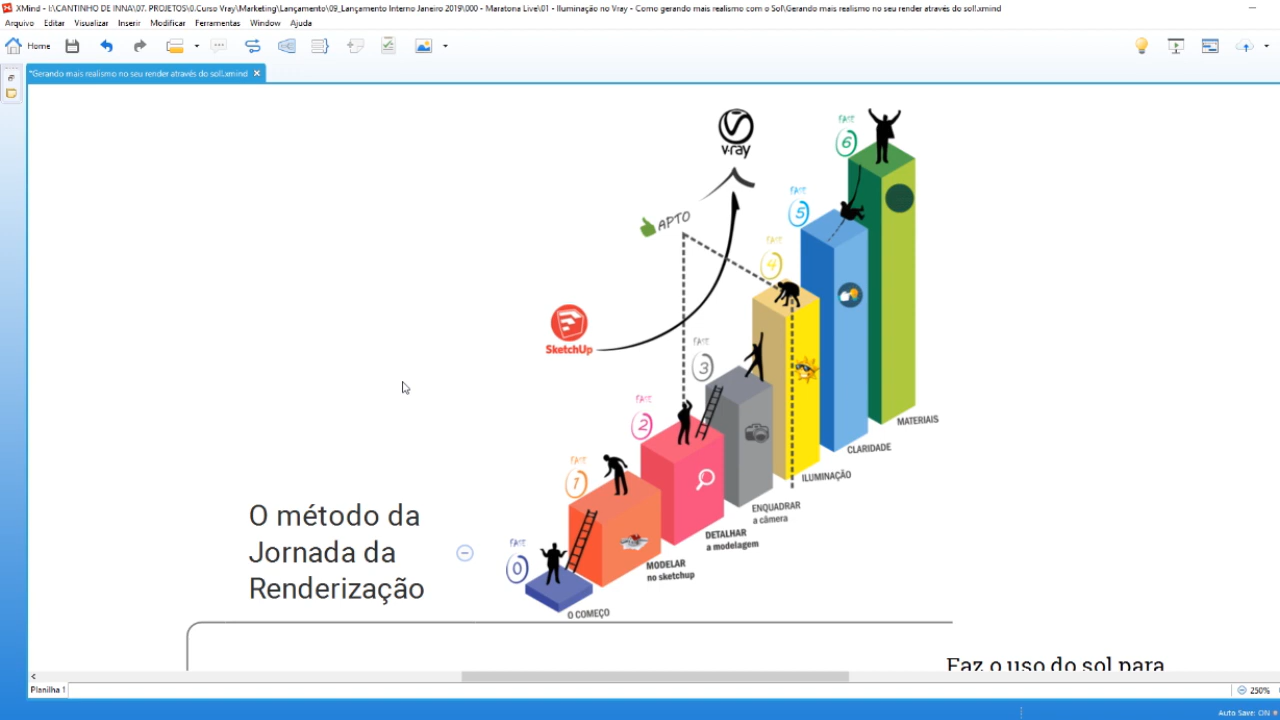 XMind - I:\CANTINHO DE INNA\07. PROJETOS\0.Curso Vray\Marketing\Lançamento\09_Lançamento Interno Janeiro 2019\000 - Maratona Live\01 - Iluminação no Vray - Como gerando mais realismo com o Sol\Gerando mais realismo no seu render através do sol!.xmind
Arquivo Editar Visualizar Inserir Modificar Ferramentas Window Ajuda
Home
*Gerando mais realismo no seu render através do sol!.xmind
v-ray
FASE
6
FASE
5
APTO
FASE
4
SketchUp
FASE
3
FASE
2
MATERIAIS
CLARIDADE
FASE
1
ILUMINAÇÃO
ENQUADRAR
a câmera
DETALHAR
a modelagem
O método da
Jornada da
Renderização
FASE
0
MODELAR
no sketchup
O COMEÇO
Faz o uso do sol para
Planilha 1
250%
Auto Save: ON